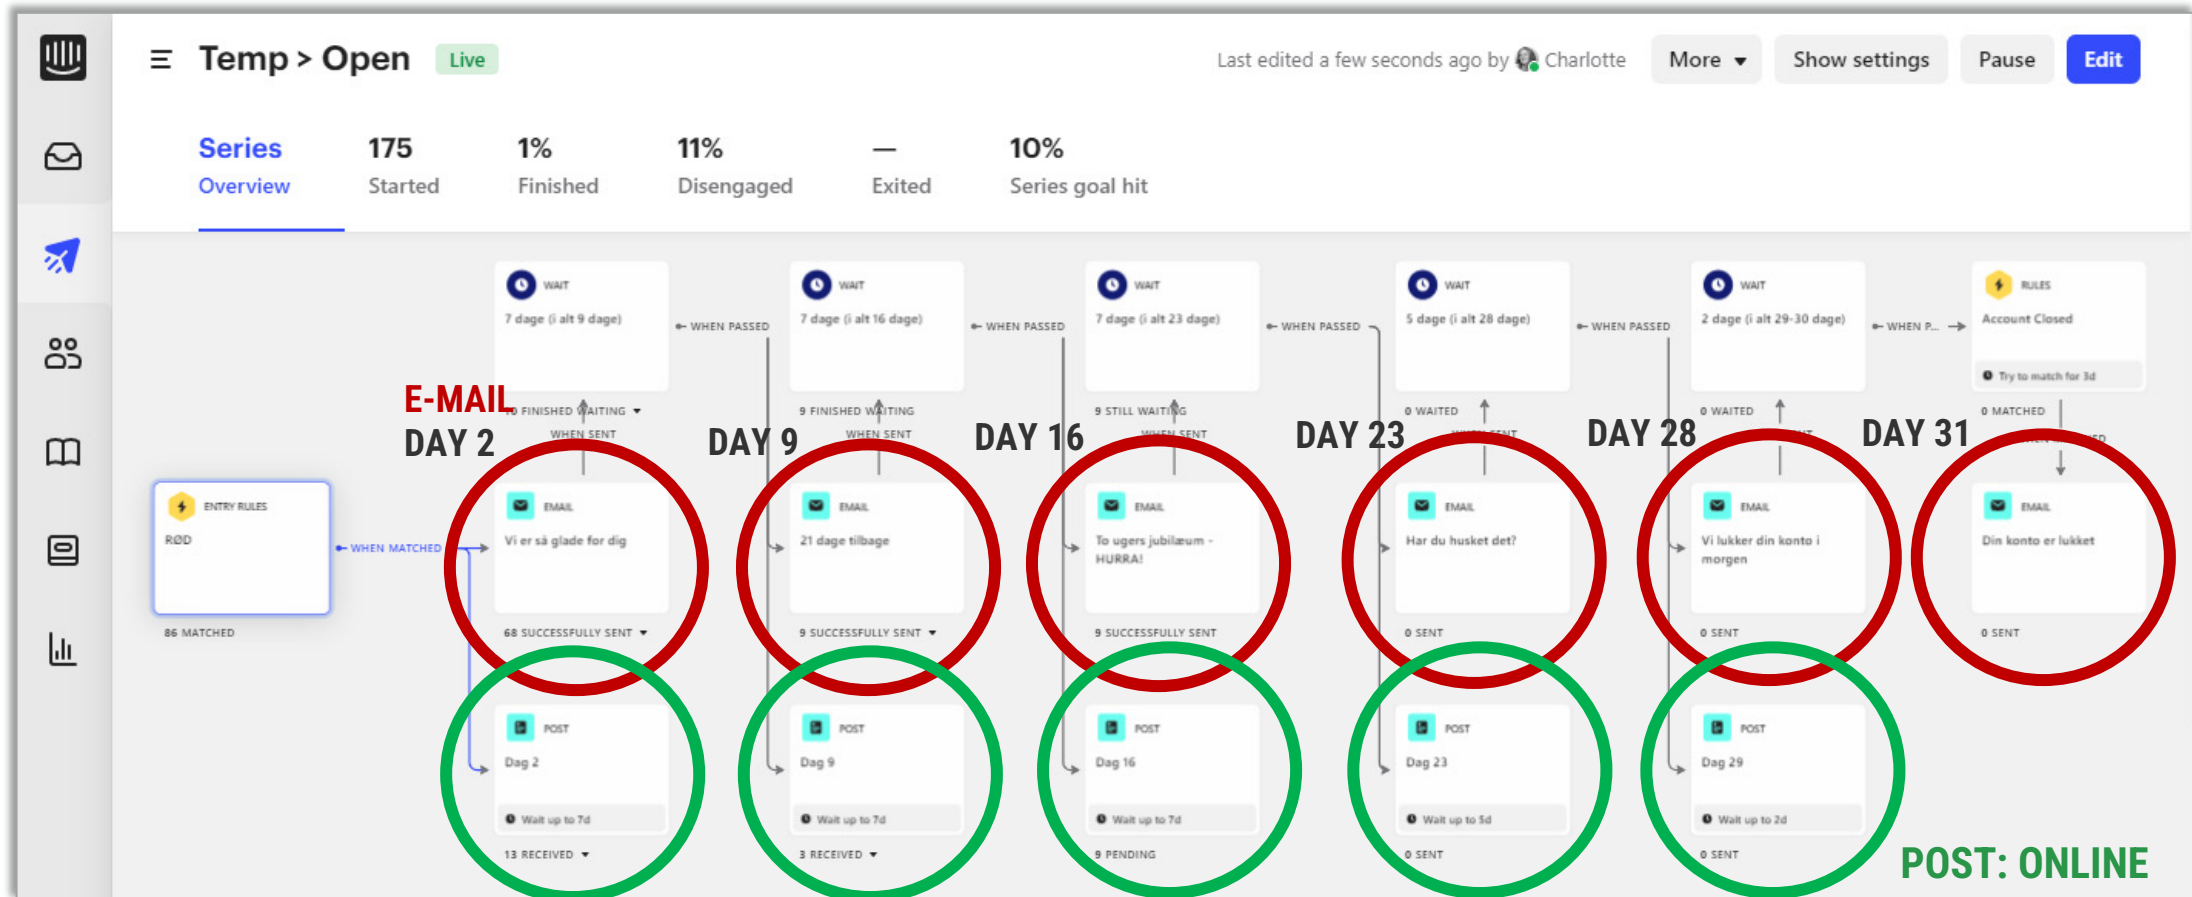 Temp > Open Live
Last edited a few seconds ago by Charlotte
More Show settings Pause Edit
Series 175 1% 11% — 10%
Overview Started Finished Disengaged Exited Series goal hit
WAIT
7 dage (i alt 9 dage)
WHEN PASSED
WAIT
7 dage (i alt 16 dage)
WHEN PASSED
WAIT
7 dage (i alt 23 dage)
WHEN PASSED
WAIT
5 dage (i alt 28 dage)
WHEN PASSED
WAIT
2 dage (i alt 29-30 dage)
WHEN P...
RULES
Account Closed
Try to match for 3d
E-MAIL
FINISHED WAITING
9 FINISHED WAITING
9 STILL WAITING
0 WAITED
0 WAITED
0 MATCHED
WHEN SENT
WHEN SENT
SENT
DAY 2
DAY 9
DAY 16
DAY 23
DAY 28
DAY 31
ENTRY RULES
RØD
86 MATCHED
WHEN MATCHED
EMAIL
Vi er så glade for dig
68 SUCCESSFULLY SENT
EMAIL
21 dage tilbage
9 SUCCESSFULLY SENT
EMAIL
To ugers jubilæum -
HURRA!
9 SUCCESSFULLY SENT
EMAIL
Har du husket det?
0 SENT
EMAIL
Vi lukker din konto i
morgen
0 SENT
EMAIL
Din konto er lukket
0 SENT
POST
Dag 2
Wait up to 7d
13 RECEIVED
POST
Dag 9
Wait up to 7d
3 RECEIVED
POST
Dag 16
Wait up to 7d
9 PENDING
POST
Dag 23
Wait up to 5d
0 SENT
POST
Dag 29
Wait up to 2d
0 SENT
POST: ONLINE